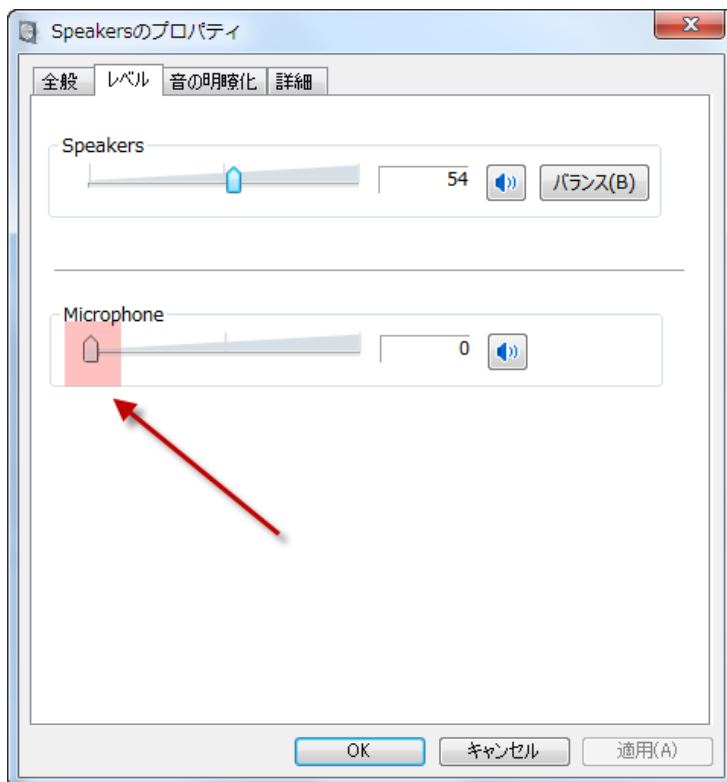 Speakersのプロパティ
全般 レベル 音の明瞭化 詳細
Speakers
54 バランス(B)
Microphone
0
OK キャンセル 適用(A)